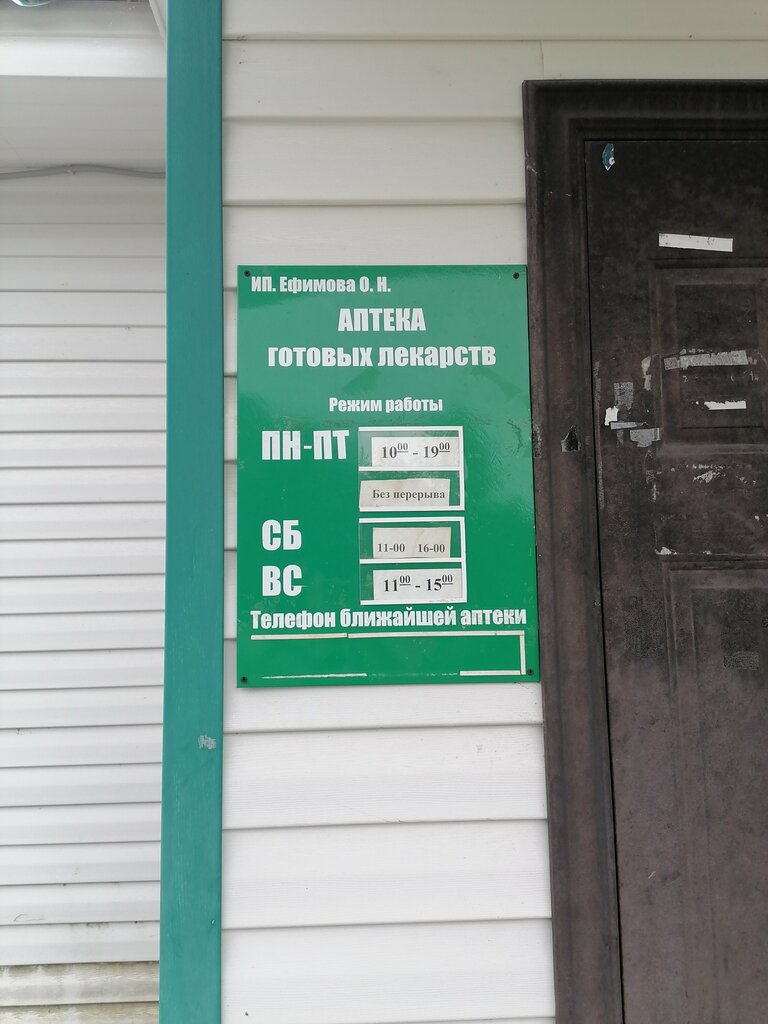 ИП. Ефимова О. Н.
АПТЕКА
ГОТОВЫХ ЛЕКАРСТВ
Режим работы
ПН-ПТ 10⁰⁰ - 19⁰⁰
Без перерыва
СБ 11-00 16-00
ВС 11⁰⁰ - 15⁰⁰
Телефон ближайшей аптеки